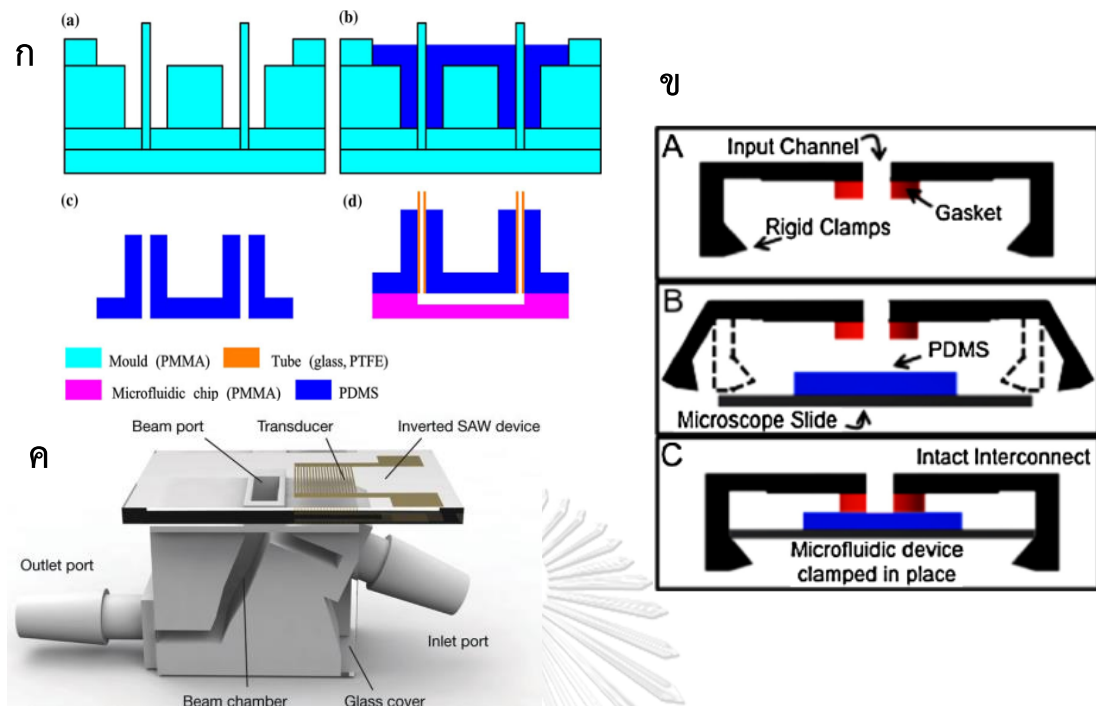 ก
(a)
(b)
(c)
(d)
Mould (PMMA)
Tube (glass, PTFE)
Microfluidic chip (PMMA)
PDMS
ข
A
Input Channel
Gasket
Rigid Clamps
B
PDMS
Microscope Slide
C
Intact Interconnect
Microfluidic device
clamped in place
ค
Beam port
Transducer
Inverted SAW device
Outlet port
Inlet port
Beam chamber
Glass cover